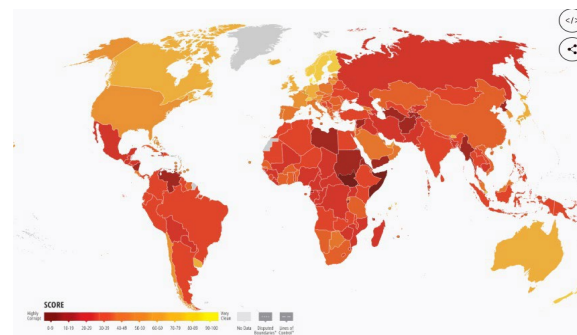 </>
SCORE
Highly Corrupt
Very Clean
0-9 10-19 20-29 30-39 40-49 50-59 60-69 70-79 80-89 90-100
No Data
Disputed Boundaries*
Lines of Control*